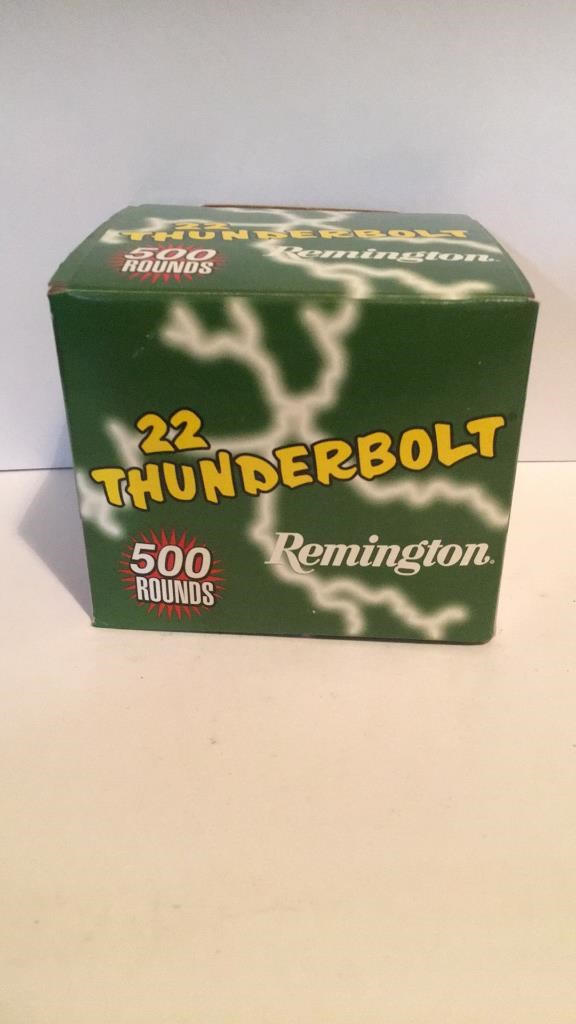 22
THUNDERBOLT
500
ROUNDS
Remington.
22
THUNDERBOLT®
500
ROUNDS
Remington.